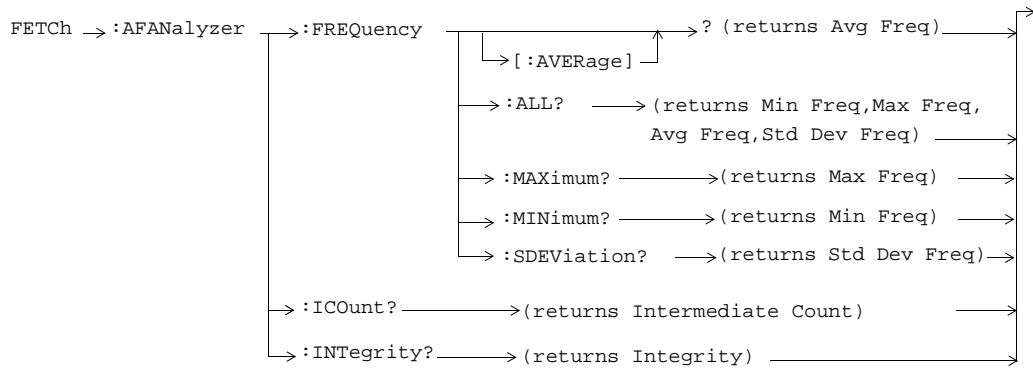 FETCh :AFANalyzer :FREQuency ? (returns Avg Freq)
[:AVERage]
:ALL? (returns Min Freq,Max Freq,
Avg Freq,Std Dev Freq)
:MAXimum? (returns Max Freq)
:MINimum? (returns Min Freq)
:SDEViation? (returns Std Dev Freq)
:ICOunt? (returns Intermediate Count)
:INTegrity? (returns Integrity)